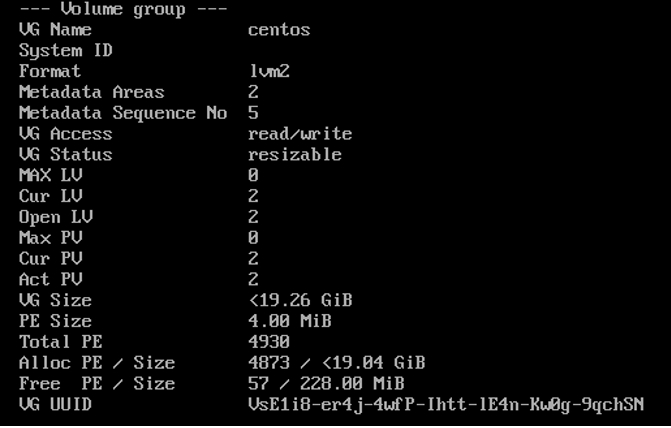 --- Volume group ---
VG Name centos
System ID
Format lvm2
Metadata Areas 2
Metadata Sequence No 5
VG Access read/write
VG Status resizable
MAX LV 0
Cur LV 2
Open LV 2
Max PV 0
Cur PV 2
Act PV 2
VG Size <19.26 GiB
PE Size 4.00 MiB
Total PE 4930
Alloc PE / Size 4873 / <19.04 GiB
Free PE / Size 57 / 228.00 MiB
VG UUID VsE1i8-er4j-4wfP-Ihtt-lE4n-Kw0g-9qchSN